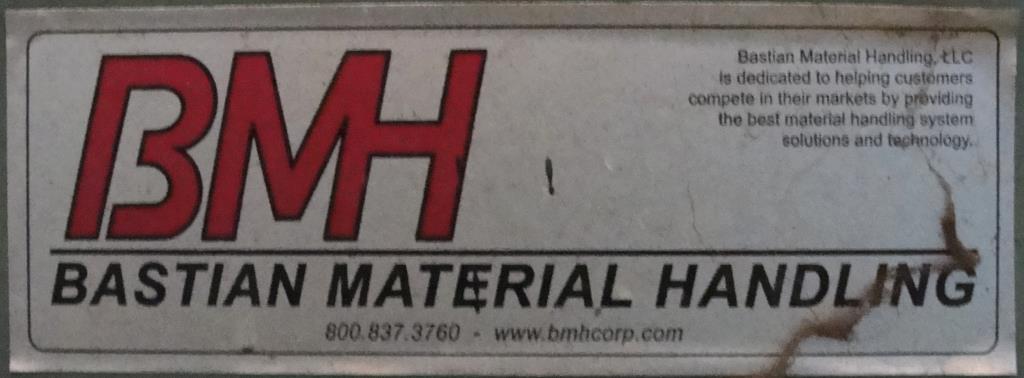 BMH
Bastian Material Handling, LLC
is dedicated to helping customers
compete in their markets by providing
the best material handling system
solutions and technology.
BASTIAN MATERIAL HANDLING
800.837.3760 - www.bmhcorp.com